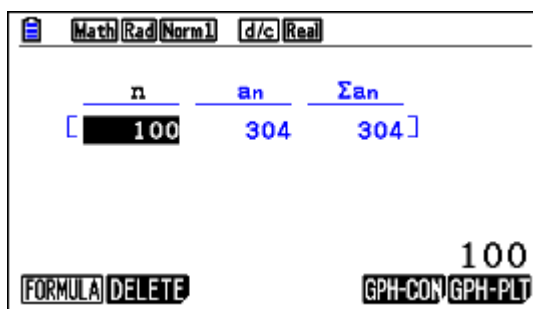 Math Rad Norm1 d/c Real
n an Σan
[ 100 304 304 ]
100
FORMULA DELETE GPH-CON GPH-PLT